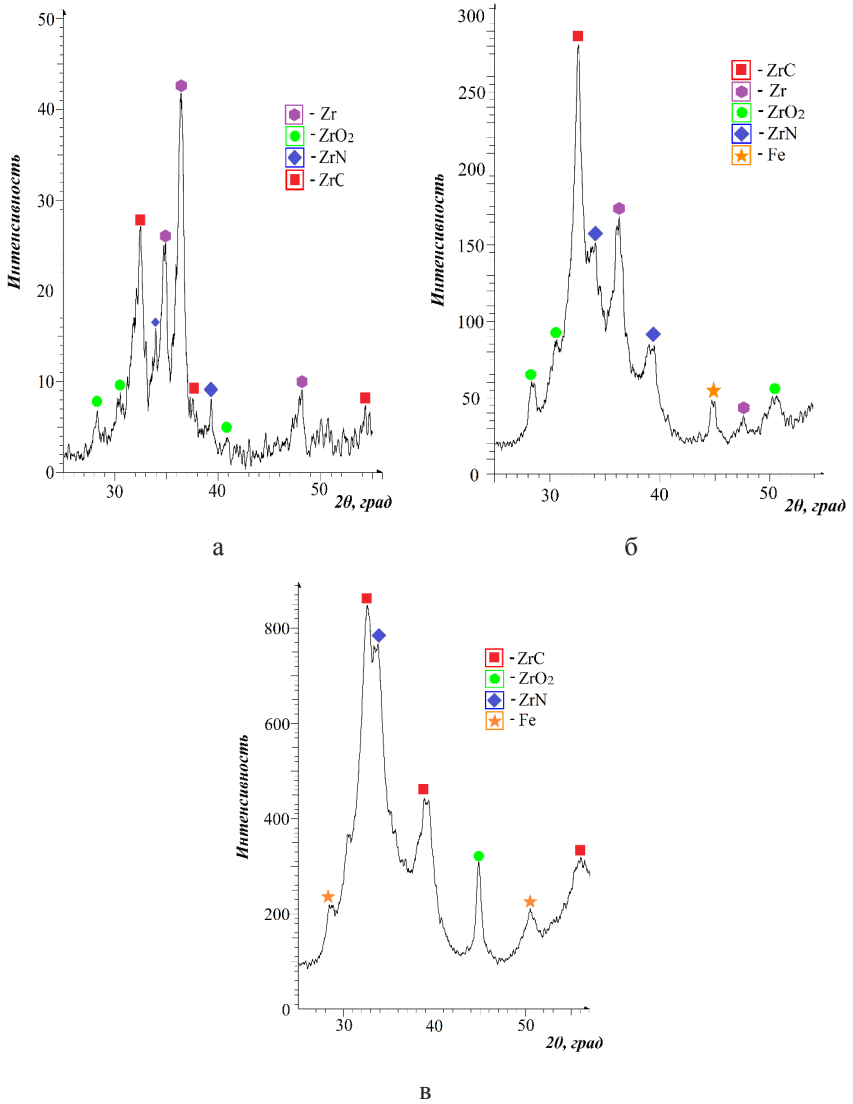 50
40
30
20
10
0
30
40
50
Интенсивность
2θ, град
- Zr
- ZrO₂
- ZrN
- ZrC
а
300
250
200
150
100
50
0
30
40
50
Интенсивность
2θ, град
- ZrC
- Zr
- ZrO₂
- ZrN
- Fe
б
800
600
400
200
0
30
40
50
Интенсивность
2θ, град
- ZrC
- ZrO₂
- ZrN
- Fe
в